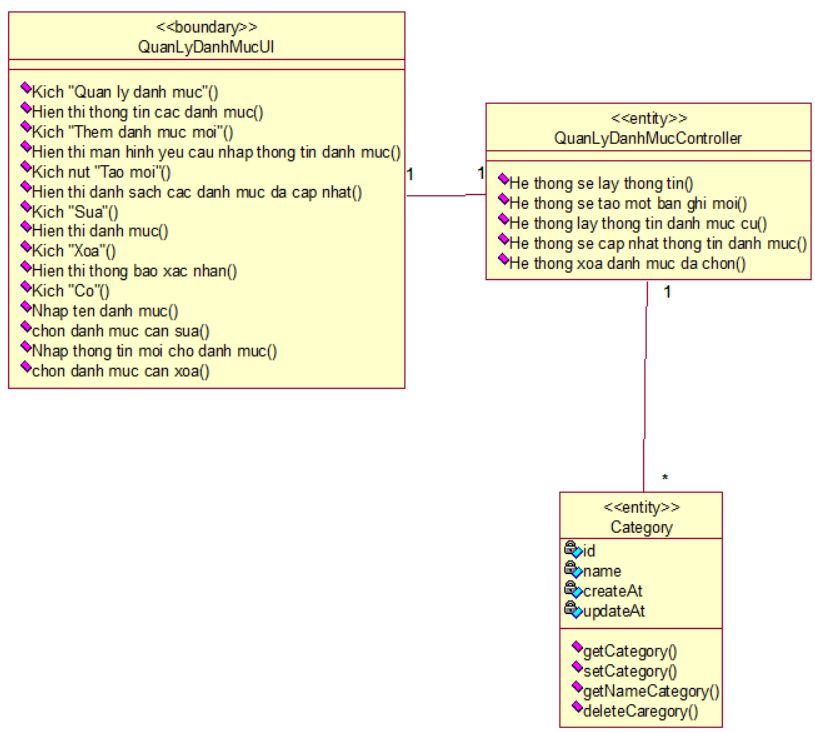 <<boundary>>
QuanLyDanhMucUI
Kich "Quan ly danh muc"()
Hien thi thong tin cac danh muc()
Kich "Them danh muc moi"()
Hien thi man hinh yeu cau nhap thong tin danh muc()
Kich nut "Tao moi"()
Hien thi danh sach cac danh muc da cap nhat()
Kich "Sua"()
Hien thi danh muc()
Kich "Xoa"()
Hien thi thong bao xac nhan()
Kich "Co"()
Nhap ten danh muc()
chon danh muc can sua()
Nhap thong tin moi cho danh muc()
chon danh muc can xoa()
1
1
<<entity>>
QuanLyDanhMucController
He thong se lay thong tin()
He thong se tao mot ban ghi moi()
He thong lay thong tin danh muc cu()
He thong se cap nhat thong tin danh muc()
He thong xoa danh muc da chon()
1
*
<<entity>>
Category
id
name
createAt
updateAt
getCategory()
setCategory()
getNameCategory()
deleteCaregory()